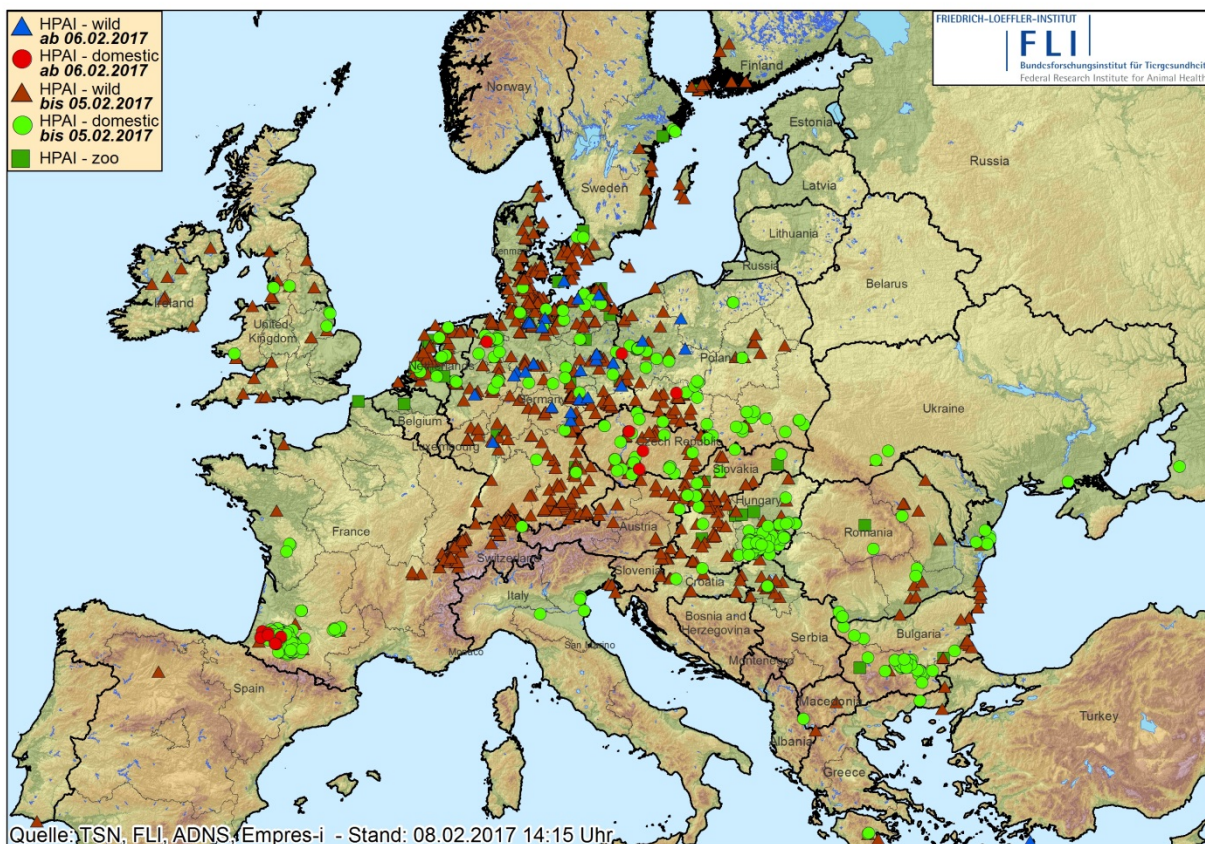 HPAI - wild
ab 06.02.2017
HPAI - domestic
ab 06.02.2017
HPAI - wild
bis 05.02.2017
HPAI - domestic
bis 05.02.2017
HPAI - zoo
FRIEDRICH-LOEFFLER-INSTITUT
FLI
Bundesforschungsinstitut für Tiergesundheit
Federal Research Institute for Animal Health
Norway
Finland
Sweden
Estonia
Russia
Latvia
Lithuania
Russia
Denmark
Belarus
Ireland
United
Kingdom
Netherlands
Poland
Germany
Belgium
Ukraine
Luxembourg
Czech Republic
Slovakia
France
Austria
Hungary
Switzerland
Romania
Slovenia
Croatia
Italy
Bosnia and
Herzegovina
Serbia
San Marino
Monaco
Bulgaria
Montenegro
Spain
Macedonia
Albania
Turkey
Greece
Quelle: TSN, FLI, ADNS, Empres-i - Stand: 08.02.2017 14:15 Uhr